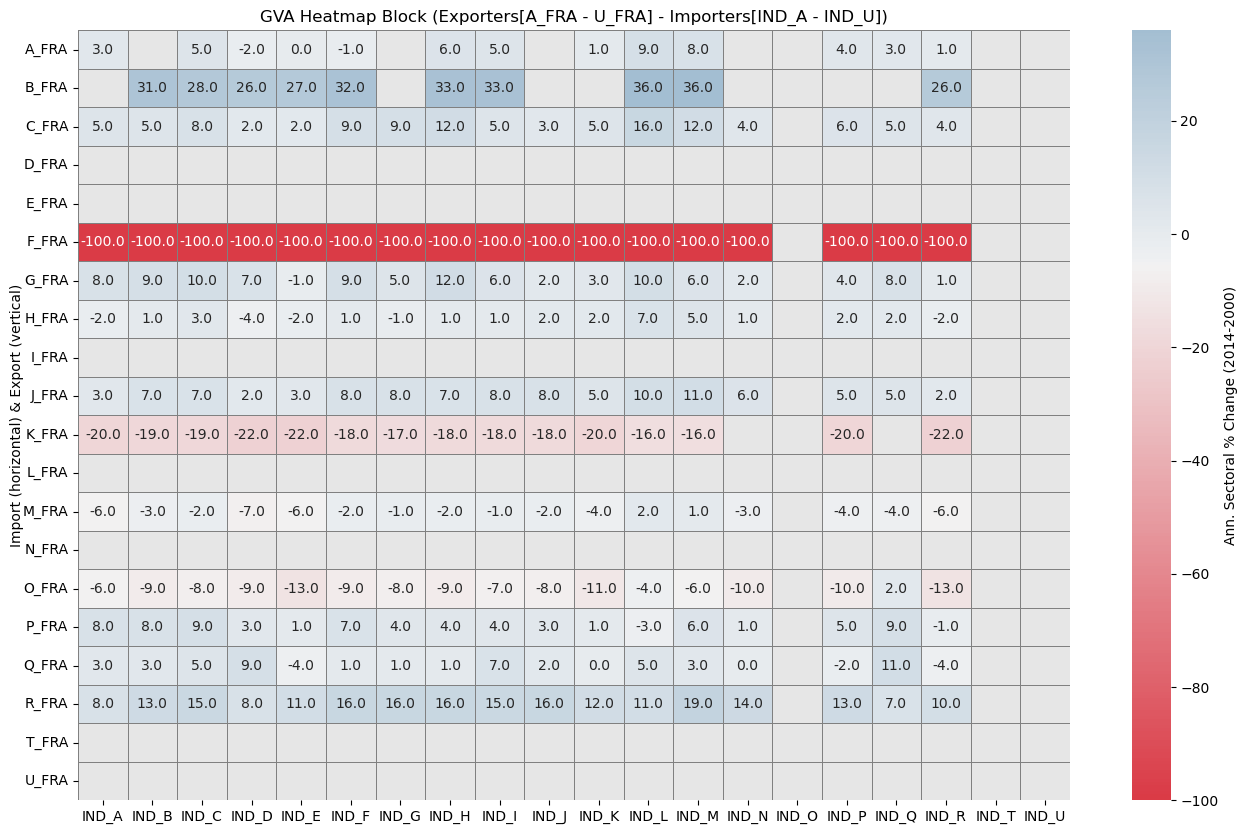 GVA Heatmap Block (Exporters[A_FRA - U_FRA] - Importers[IND_A - IND_U])
Import (horizontal) & Export (vertical)
A_FRA 3.0 5.0 -2.0 0.0 -1.0 6.0 5.0 1.0 9.0 8.0 4.0 3.0 1.0
B_FRA 31.0 28.0 26.0 27.0 32.0 33.0 33.0 36.0 36.0 26.0
C_FRA 5.0 5.0 8.0 2.0 2.0 9.0 9.0 12.0 5.0 3.0 5.0 16.0 12.0 4.0 6.0 5.0 4.0
D_FRA
E_FRA
F_FRA -100.0 -100.0 -100.0 -100.0 -100.0 -100.0 -100.0 -100.0 -100.0 -100.0 -100.0 -100.0 -100.0 -100.0 -100.0 -100.0 -100.0
G_FRA 8.0 9.0 10.0 7.0 -1.0 9.0 5.0 12.0 6.0 2.0 3.0 10.0 6.0 2.0 4.0 8.0 1.0
H_FRA -2.0 1.0 3.0 -4.0 -2.0 1.0 -1.0 1.0 1.0 2.0 2.0 7.0 5.0 1.0 2.0 2.0 -2.0
I_FRA
J_FRA 3.0 7.0 7.0 2.0 3.0 8.0 8.0 7.0 8.0 8.0 5.0 10.0 11.0 6.0 5.0 5.0 2.0
K_FRA -20.0 -19.0 -19.0 -22.0 -22.0 -18.0 -17.0 -18.0 -18.0 -18.0 -20.0 -16.0 -16.0 -20.0 -22.0
L_FRA
M_FRA -6.0 -3.0 -2.0 -7.0 -6.0 -2.0 -1.0 -2.0 -1.0 -2.0 -4.0 2.0 1.0 -3.0 -4.0 -4.0 -6.0
N_FRA
O_FRA -6.0 -9.0 -8.0 -9.0 -13.0 -9.0 -8.0 -9.0 -7.0 -8.0 -11.0 -4.0 -6.0 -10.0 -10.0 2.0 -13.0
P_FRA 8.0 8.0 9.0 3.0 1.0 7.0 4.0 4.0 4.0 3.0 1.0 -3.0 6.0 1.0 5.0 9.0 -1.0
Q_FRA 3.0 3.0 5.0 9.0 -4.0 1.0 1.0 1.0 7.0 2.0 0.0 5.0 3.0 0.0 -2.0 11.0 -4.0
R_FRA 8.0 13.0 15.0 8.0 11.0 16.0 16.0 16.0 15.0 16.0 12.0 11.0 19.0 14.0 13.0 7.0 10.0
T_FRA
U_FRA
IND_A IND_B IND_C IND_D IND_E IND_F IND_G IND_H IND_I IND_J IND_K IND_L IND_M IND_N IND_O IND_P IND_Q IND_R IND_T IND_U
20
0
−20
−40
−60
−80
−100
Ann. Sectoral % Change (2014-2000)